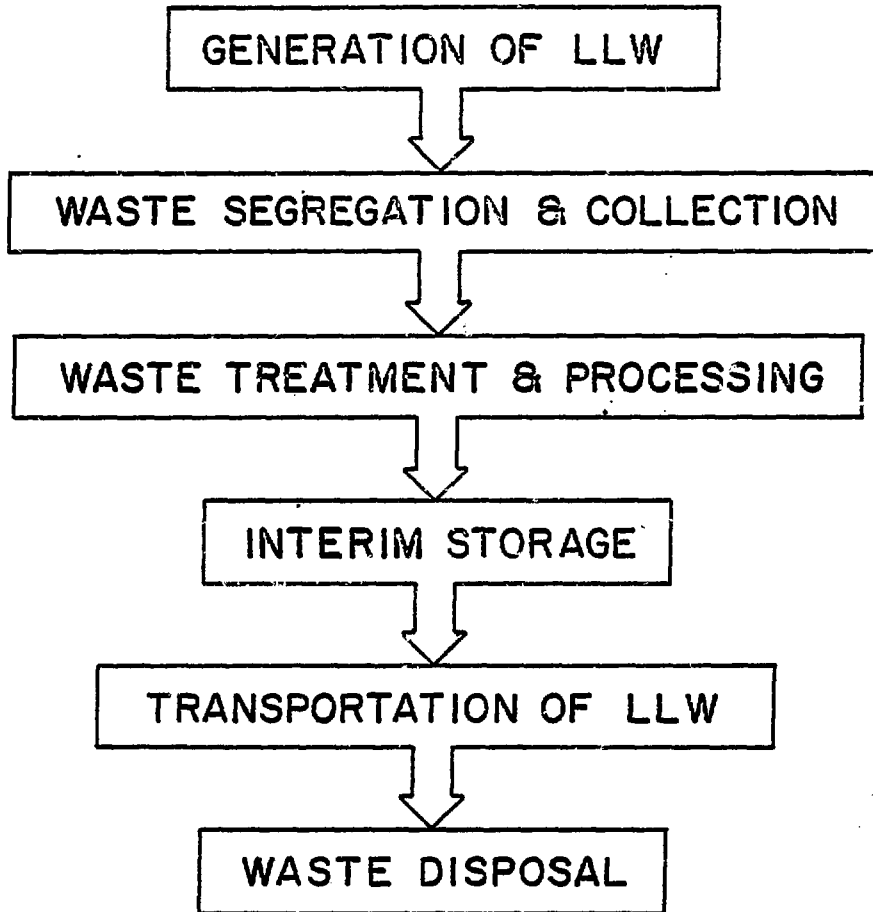 GENERATION OF LLW
WASTE SEGREGATION & COLLECTION
WASTE TREATMENT & PROCESSING
INTERIM STORAGE
TRANSPORTATION OF LLW
WASTE DISPOSAL